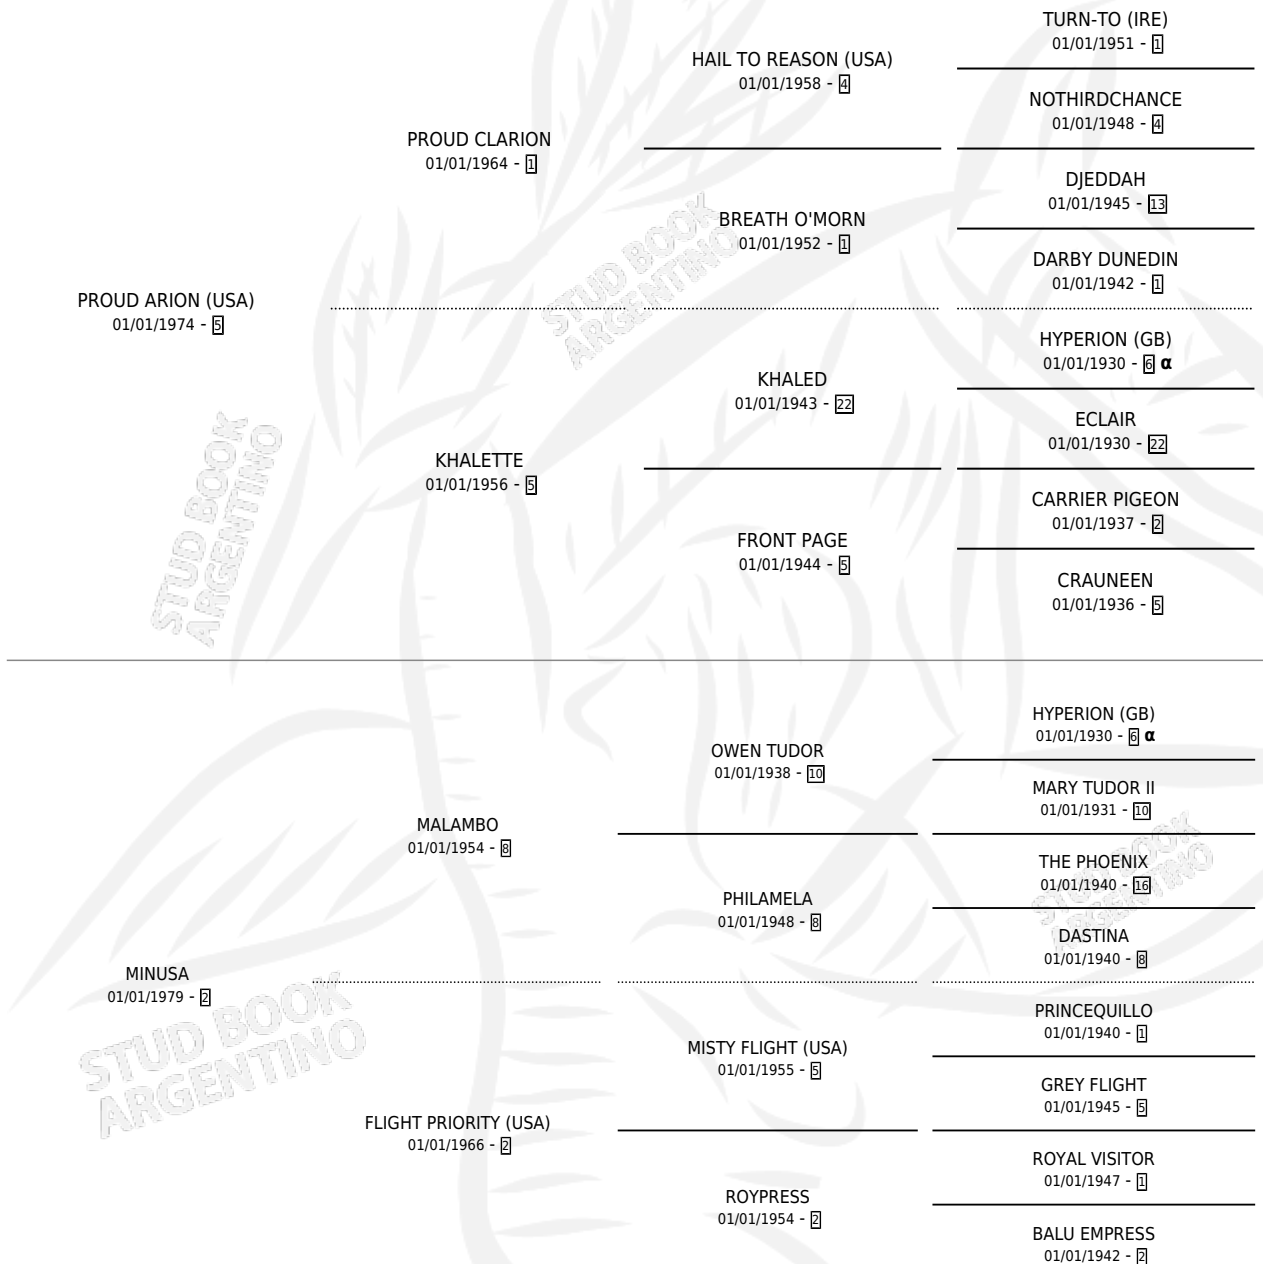 TURN-TO (IRE)
01/01/1951 - 1
HAIL TO REASON (USA)
01/01/1958 - 4
NOTHIRDCHANCE
01/01/1948 - 4
PROUD CLARION
01/01/1964 - 1
DJEDDAH
01/01/1945 - 13
BREATH O'MORN
01/01/1952 - 1
DARBY DUNEDIN
01/01/1942 - 1
PROUD ARION (USA)
01/01/1974 - 5
HYPERION (GB)
01/01/1930 - 6 α
KHALED
01/01/1943 - 22
ECLAIR
01/01/1930 - 22
KHALETTE
01/01/1956 - 5
CARRIER PIGEON
01/01/1937 - 2
FRONT PAGE
01/01/1944 - 5
CRAUNEEN
01/01/1936 - 5
HYPERION (GB)
01/01/1930 - 6 α
OWEN TUDOR
01/01/1938 - 10
MARY TUDOR II
01/01/1931 - 10
MALAMBO
01/01/1954 - 8
THE PHOENIX
01/01/1940 - 16
PHILAMELA
01/01/1948 - 8
DASTINA
01/01/1940 - 8
MINUSA
01/01/1979 - 2
PRINCEQUILLO
01/01/1940 - 1
MISTY FLIGHT (USA)
01/01/1955 - 5
GREY FLIGHT
01/01/1945 - 5
FLIGHT PRIORITY (USA)
01/01/1966 - 2
ROYAL VISITOR
01/01/1947 - 1
ROYPRESS
01/01/1954 - 2
BALU EMPRESS
01/01/1942 - 2
STUD BOOK
ARGENTINO
STUD BOOK
ARGENTINO
STUD BOOK
ARGENTINO
STUD BOOK
ARGENTINO